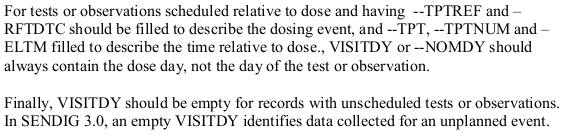 For tests or observations scheduled relative to dose and having  --TPTREF and –
RFTDTC should be filled to describe the dosing event, and --TPT, --TPTNUM and –
ELTM filled to describe the time relative to dose., VISITDY or --NOMDY should
always contain the dose day, not the day of the test or observation.

Finally, VISITDY should be empty for records with unscheduled tests or observations.
In SENDIG 3.0, an empty VISITDY identifies data collected for an unplanned event.